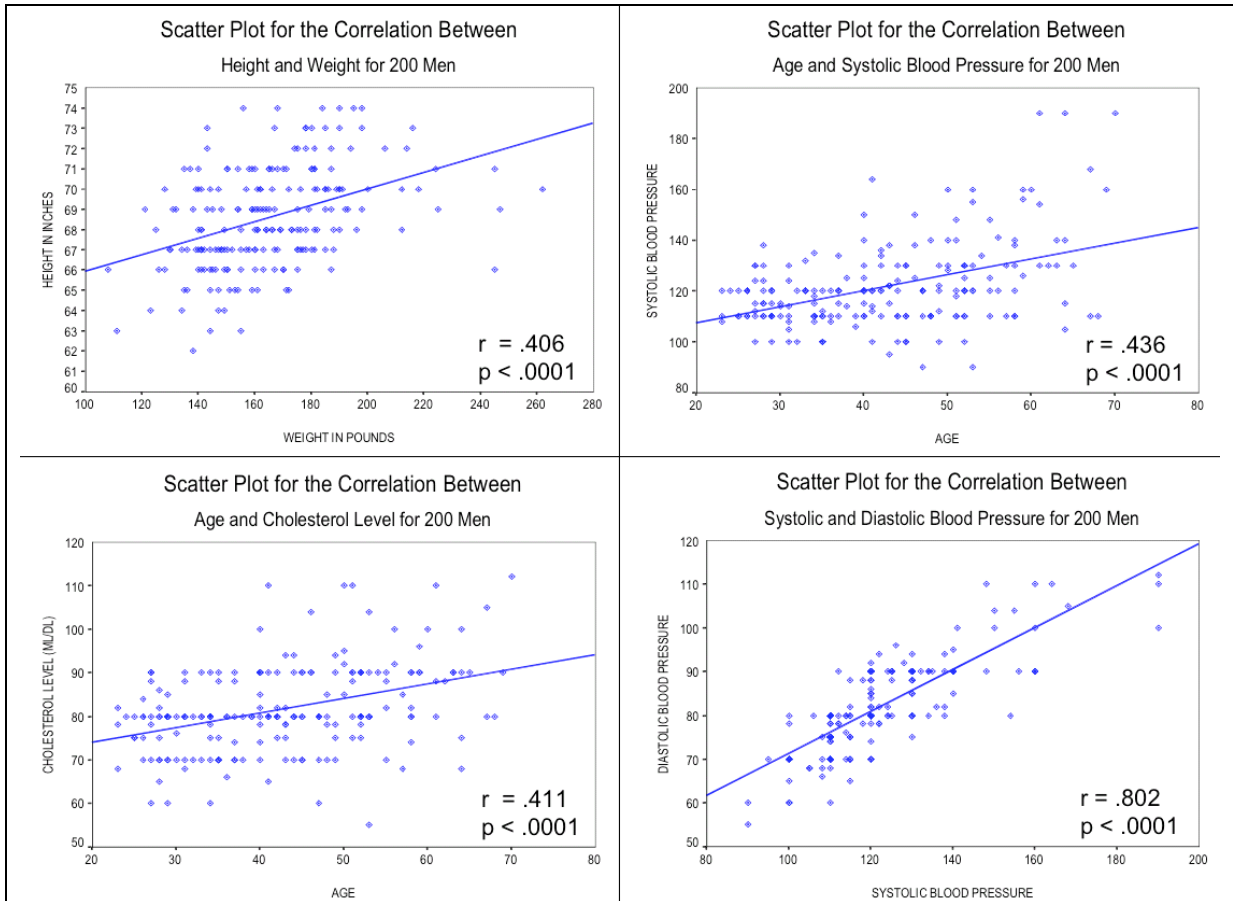 Scatter Plot for the Correlation Between
Height and Weight for 200 Men
75
74
73
72
71
70
69
68
67
66
65
64
63
62
61
60
HEIGHT IN INCHES
r = .406
p < .0001
100 120 140 160 180 200 220 240 260 280
WEIGHT IN POUNDS
Scatter Plot for the Correlation Between
Age and Systolic Blood Pressure for 200 Men
200
180
160
140
120
100
80
SYSTOLIC BLOOD PRESSURE
r = .436
p < .0001
20 30 40 50 60 70 80
AGE
Scatter Plot for the Correlation Between
Age and Cholesterol Level for 200 Men
120
110
100
90
80
70
60
50
CHOLESTEROL LEVEL (ML/DL)
r = .411
p < .0001
20 30 40 50 60 70 80
AGE
Scatter Plot for the Correlation Between
Systolic and Diastolic Blood Pressure for 200 Men
120
110
100
90
80
70
60
50
DIASTOLIC BLOOD PRESSURE
r = .802
p < .0001
80 100 120 140 160 180 200
SYSTOLIC BLOOD PRESSURE